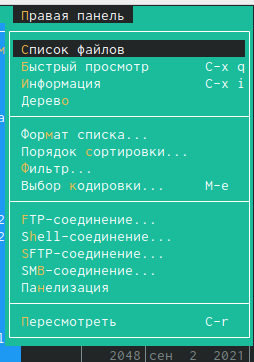 Правая панель
Список файлов
Быстрый просмотр C-x q
Информация C-x i
Дерево
Формат списка...
Порядок сортировки...
Фильтр...
Выбор кодировки... M-e
FTP-соединение...
Shell-соединение...
SFTP-соединение...
SMB-соединение...
Панелизация
Пересмотреть C-r
2048 сен 2 2021